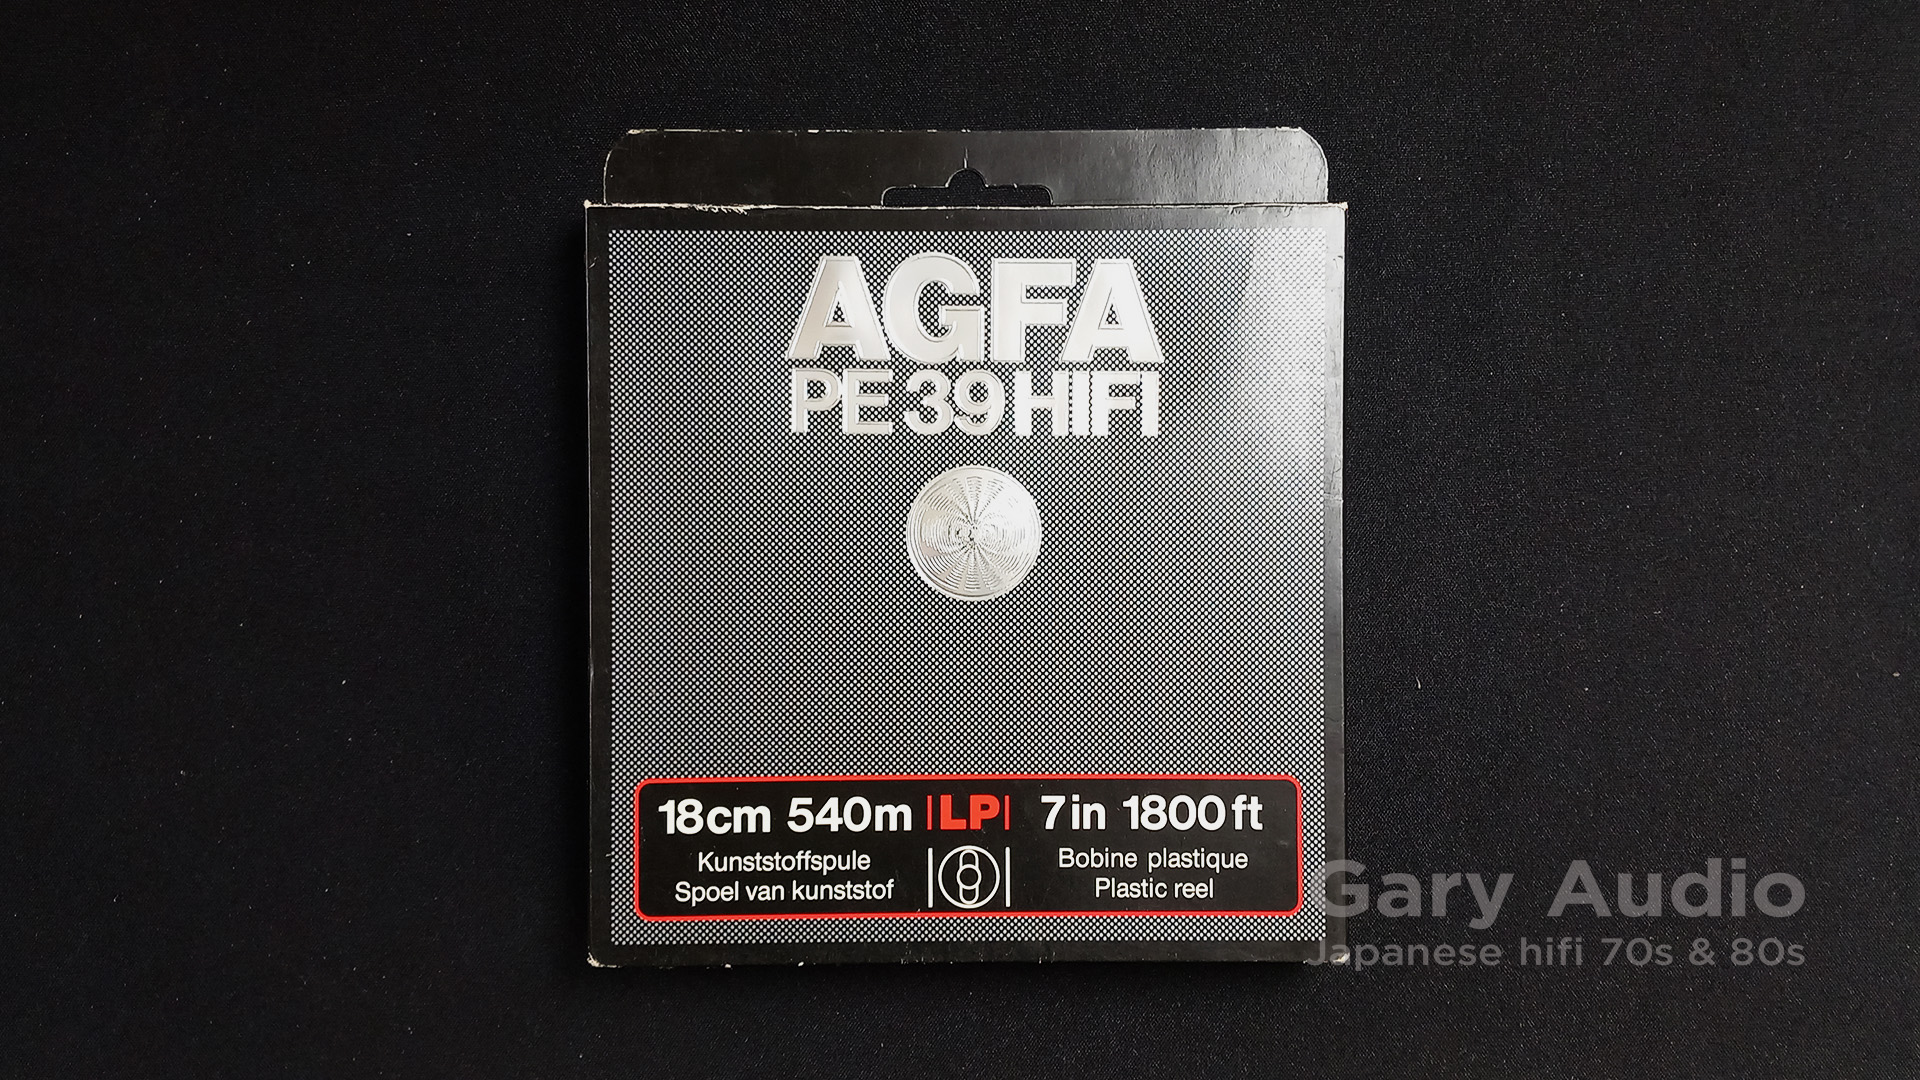 AGFA
PE 39 HIFI
18cm 540m |LP| 7in 1800ft
Kunststoffspule
Spoel van kunststof
Bobine plastique
Plastic reel
Gary Audio
Japanese hifi 70s & 80s